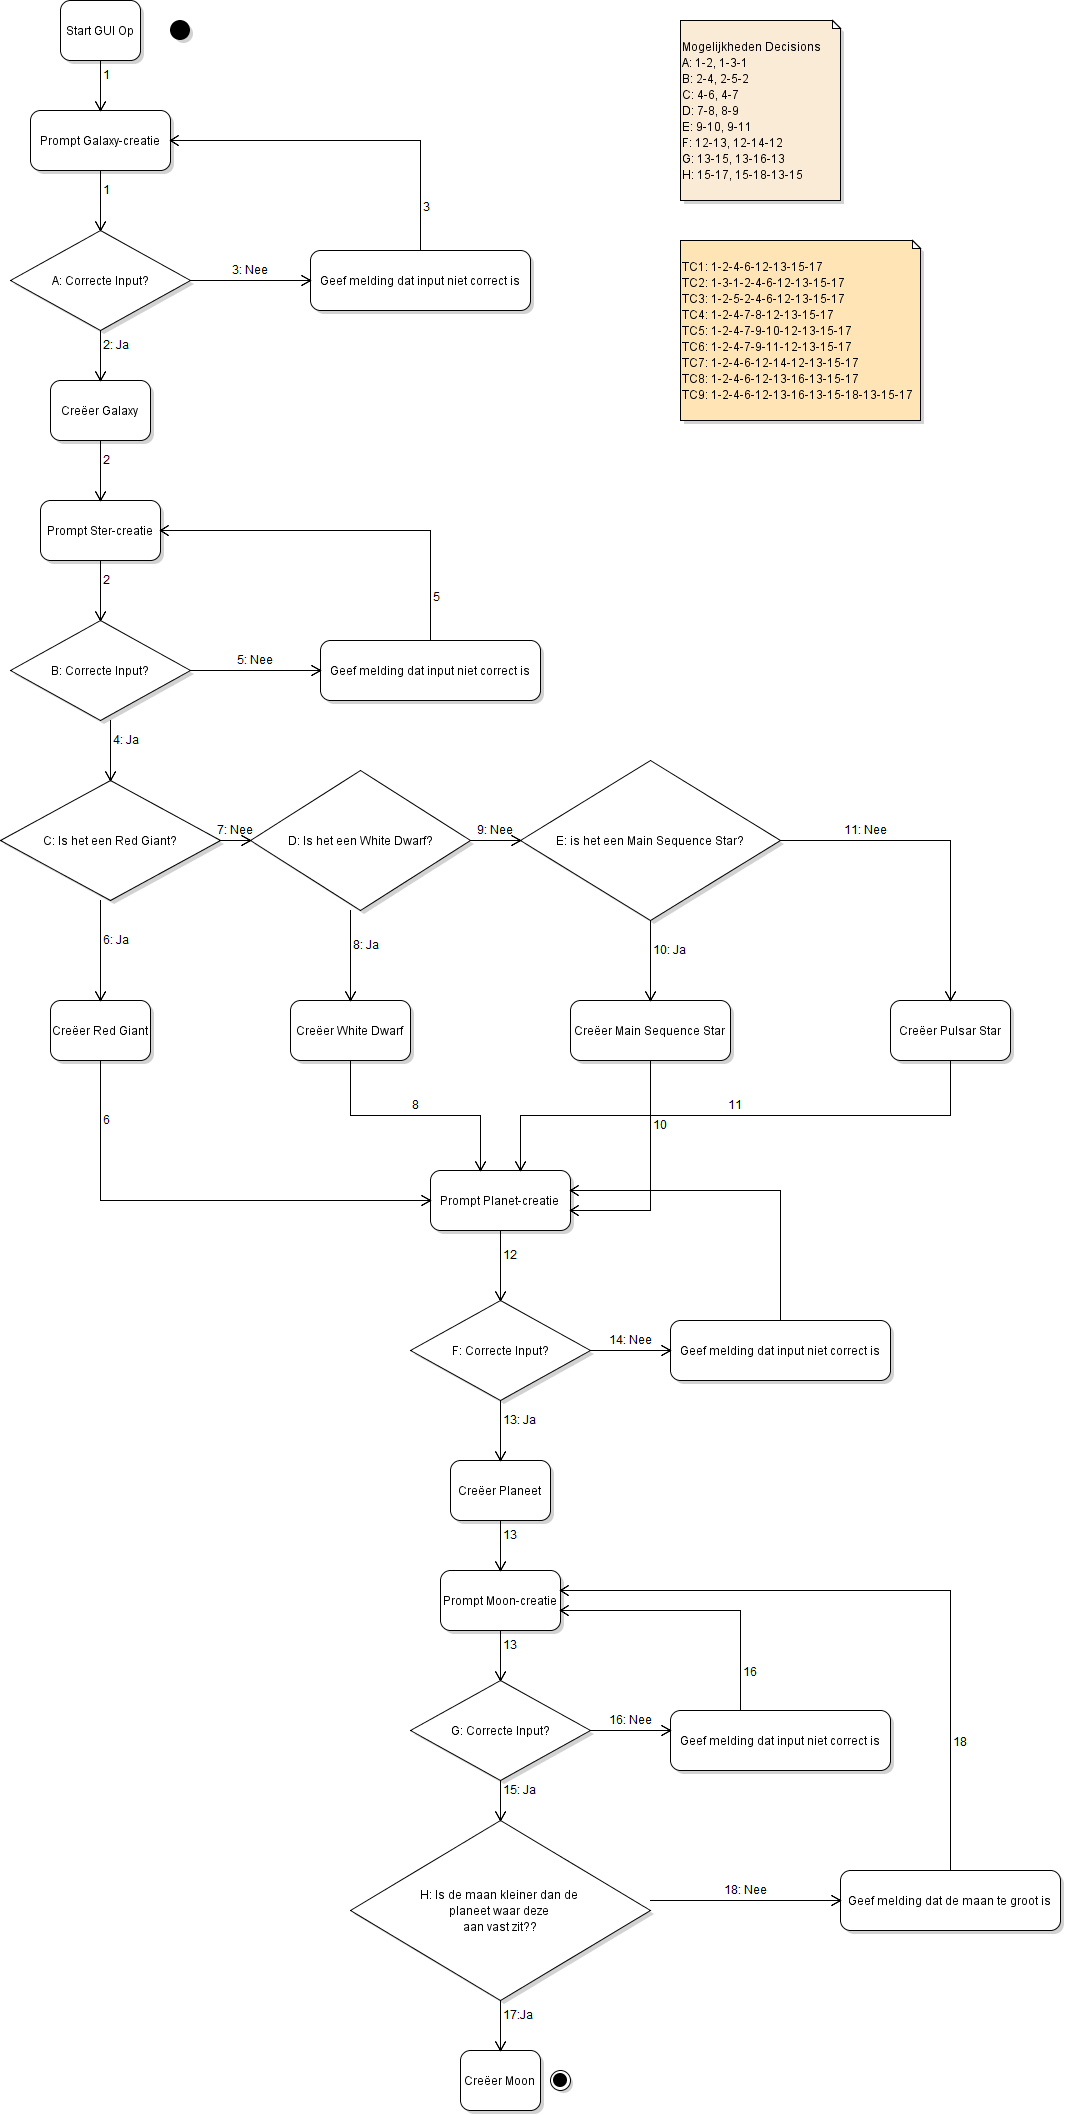 Start GUI Op
1
Prompt Galaxy-creatie
1
3
A: Correcte Input?
3: Nee
Geef melding dat input niet correct is
2: Ja
Creëer Galaxy
2
Prompt Ster-creatie
2
5
B: Correcte Input?
5: Nee
Geef melding dat input niet correct is
4: Ja
C: Is het een Red Giant?
7: Nee
D: Is het een White Dwarf?
9: Nee
E: is het een Main Sequence Star?
11: Nee
6: Ja
8: Ja
10: Ja
Creëer Red Giant
Creëer White Dwarf
Creëer Main Sequence Star
Creëer Pulsar Star
6
8
10
11
Prompt Planet-creatie
12
F: Correcte Input?
14: Nee
Geef melding dat input niet correct is
13: Ja
Creëer Planeet
13
Prompt Moon-creatie
13
16
G: Correcte Input?
16: Nee
Geef melding dat input niet correct is
18
15: Ja
H: Is de maan kleiner dan de
planeet waar deze
aan vast zit??
18: Nee
Geef melding dat de maan te groot is
17:Ja
Creëer Moon
Mogelijkheden Decisions
A: 1-2, 1-3-1
B: 2-4, 2-5-2
C: 4-6, 4-7
D: 7-8, 8-9
E: 9-10, 9-11
F: 12-13, 12-14-12
G: 13-15, 13-16-13
H: 15-17, 15-18-13-15
TC1: 1-2-4-6-12-13-15-17
TC2: 1-3-1-2-4-6-12-13-15-17
TC3: 1-2-5-2-4-6-12-13-15-17
TC4: 1-2-4-7-8-12-13-15-17
TC5: 1-2-4-7-9-10-12-13-15-17
TC6: 1-2-4-7-9-11-12-13-15-17
TC7: 1-2-4-6-12-14-12-13-15-17
TC8: 1-2-4-6-12-13-16-13-15-17
TC9: 1-2-4-6-12-13-16-13-15-18-13-15-17